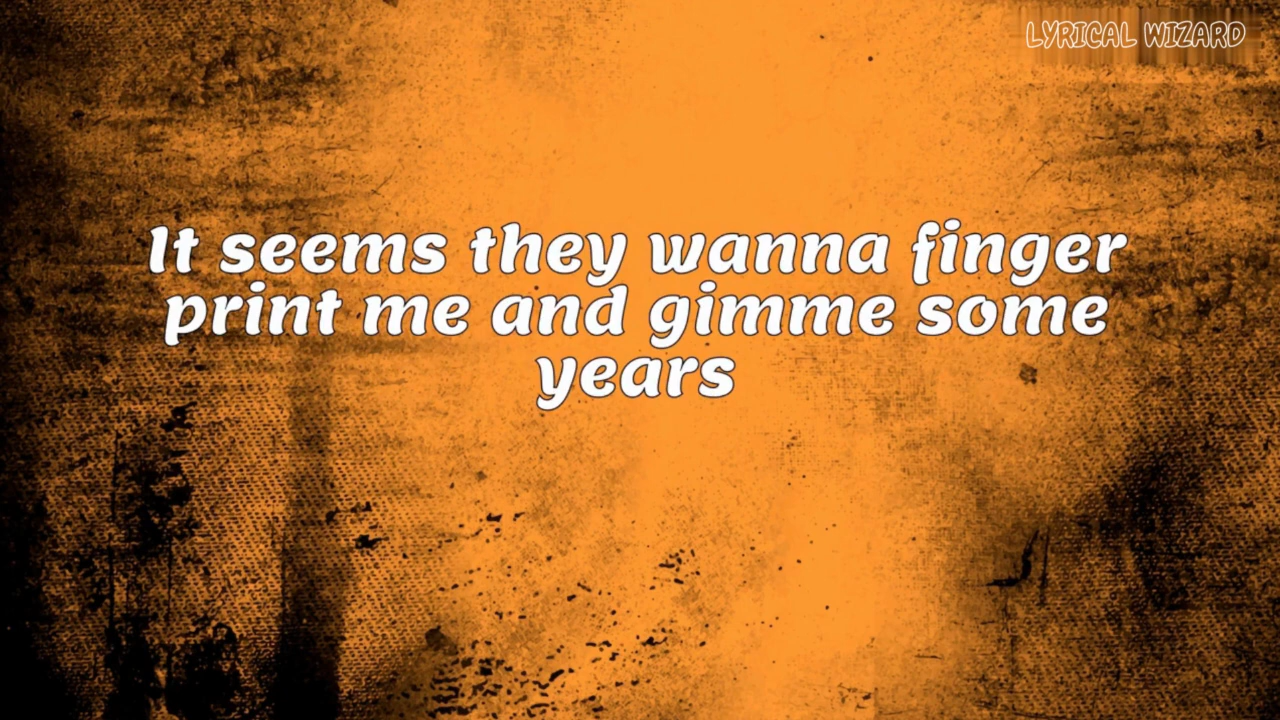 LYRICAL WIZARD
It seems they wanna finger
print me and gimme some
years